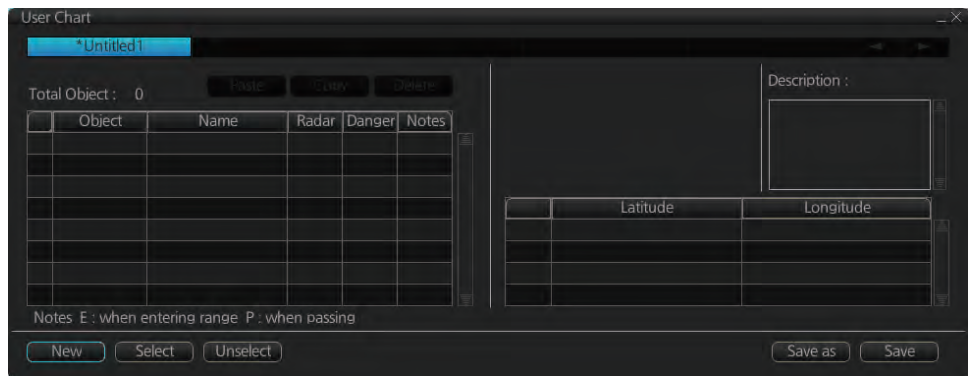 User Chart
*Untitled1
Total Object : 0
Paste Copy Delete
Object Name Radar Danger Notes
Notes E : when entering range P : when passing
Description :
Latitude Longitude
New Select Unselect
Save as Save